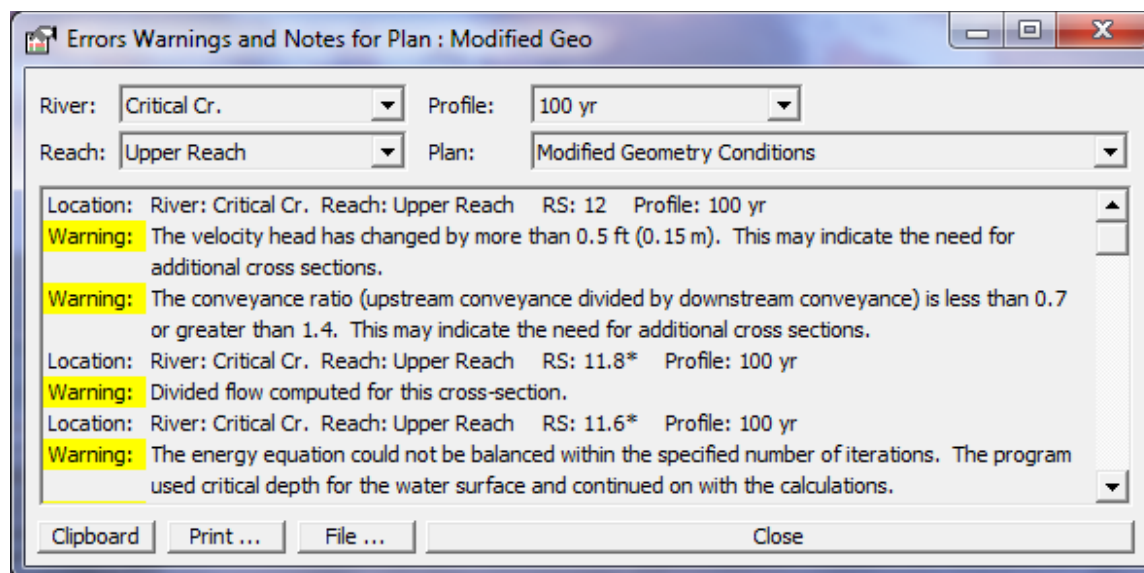 Errors Warnings and Notes for Plan : Modified Geo
River: Critical Cr. Profile: 100 yr
Reach: Upper Reach Plan: Modified Geometry Conditions
Location: River: Critical Cr. Reach: Upper Reach RS: 12 Profile: 100 yr
Warning: The velocity head has changed by more than 0.5 ft (0.15 m). This may indicate the need for
additional cross sections.
Warning: The conveyance ratio (upstream conveyance divided by downstream conveyance) is less than 0.7
or greater than 1.4. This may indicate the need for additional cross sections.
Location: River: Critical Cr. Reach: Upper Reach RS: 11.8* Profile: 100 yr
Warning: Divided flow computed for this cross-section.
Location: River: Critical Cr. Reach: Upper Reach RS: 11.6* Profile: 100 yr
Warning: The energy equation could not be balanced within the specified number of iterations. The program
used critical depth for the water surface and continued on with the calculations.
Clipboard Print ... File ... Close